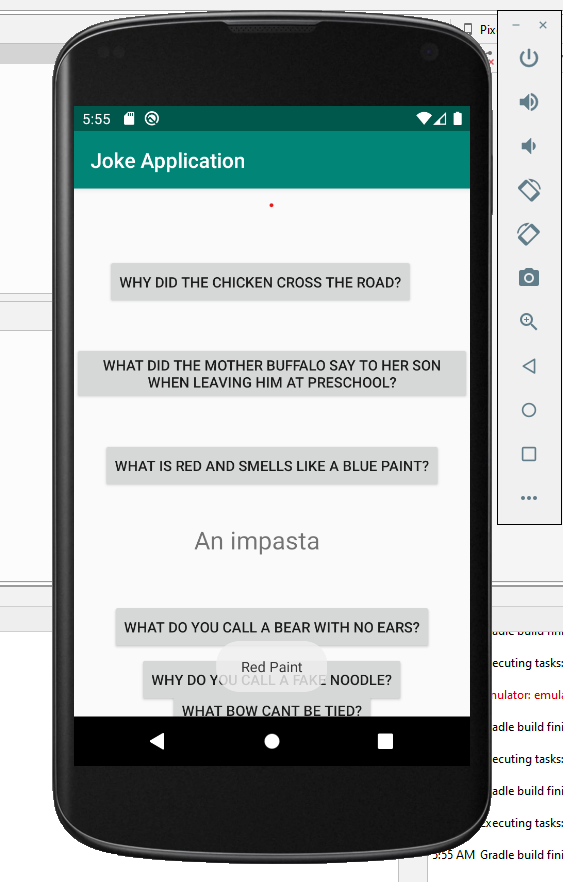 Pix
5:55
Joke Application
WHY DID THE CHICKEN CROSS THE ROAD?
WHAT DID THE MOTHER BUFFALO SAY TO HER SON
WHEN LEAVING HIM AT PRESCHOOL?
WHAT IS RED AND SMELLS LIKE A BLUE PAINT?
An impasta
WHAT DO YOU CALL A BEAR WITH NO EARS?
WHY DO YOU CALL A FAKE NOODLE?
Red Paint
WHAT BOW CANT BE TIED?
adle build fini
ecuting tasks:
nulator: emula
adle build fini
ecuting tasks:
adle build fini
xecuting tasks:
5:55 AM Gradle build fini